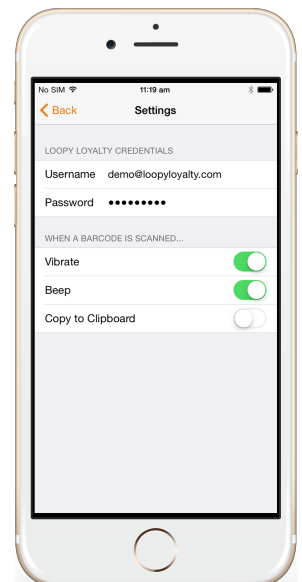 No SIM 11:19 am
Back Settings
LOOPY LOYALTY CREDENTIALS
Username demo@loopyloyalty.com
Password •••••••••
WHEN A BARCODE IS SCANNED...
Vibrate
Beep
Copy to Clipboard